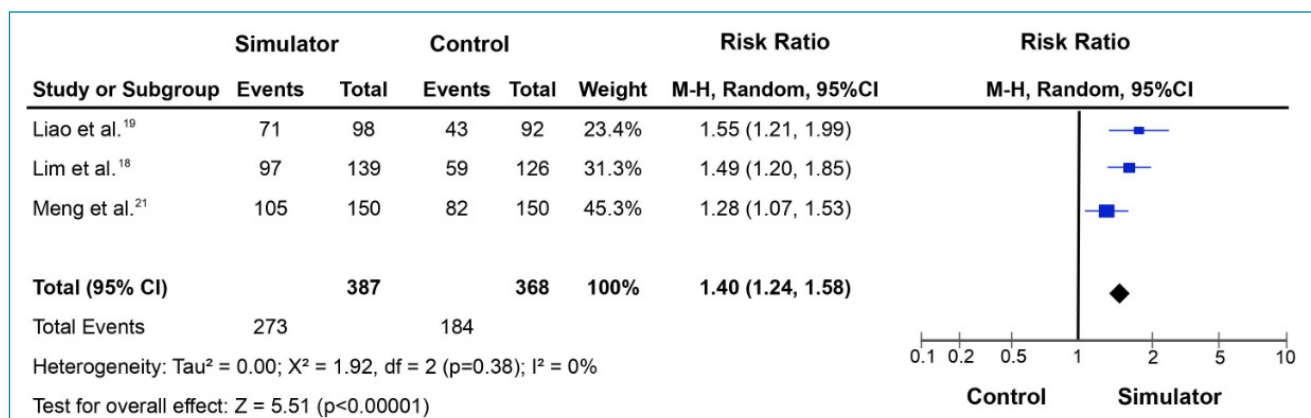 Simulator Control Risk Ratio Risk Ratio
Study or Subgroup Events Total Events Total Weight M-H, Random, 95%CI M-H, Random, 95%CI
Liao et al.¹⁹ 71 98 43 92 23.4% 1.55 (1.21, 1.99)
Lim et al.¹⁸ 97 139 59 126 31.3% 1.49 (1.20, 1.85)
Meng et al.²¹ 105 150 82 150 45.3% 1.28 (1.07, 1.53)
Total (95% CI) 387 368 100% 1.40 (1.24, 1.58)
Total Events 273 184
Heterogeneity: Tau² = 0.00; X² = 1.92, df = 2 (p=0.38); I² = 0%
Test for overall effect: Z = 5.51 (p<0.00001)
0.1 0.2 0.5 1 2 5 10
Control Simulator